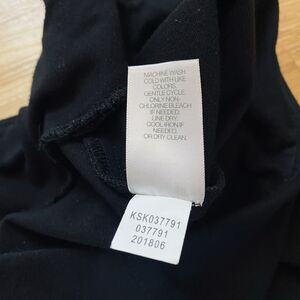 MACHINE WASH
COLD WITH LIKE
COLORS.
GENTLE CYCLE.
ONLY NON-
CHLORINE BLEACH
IF NEEDED.
LINE DRY.
COOL IRON IF
NEEDED.
OR DRY CLEAN.
KSK037791
037791
201806